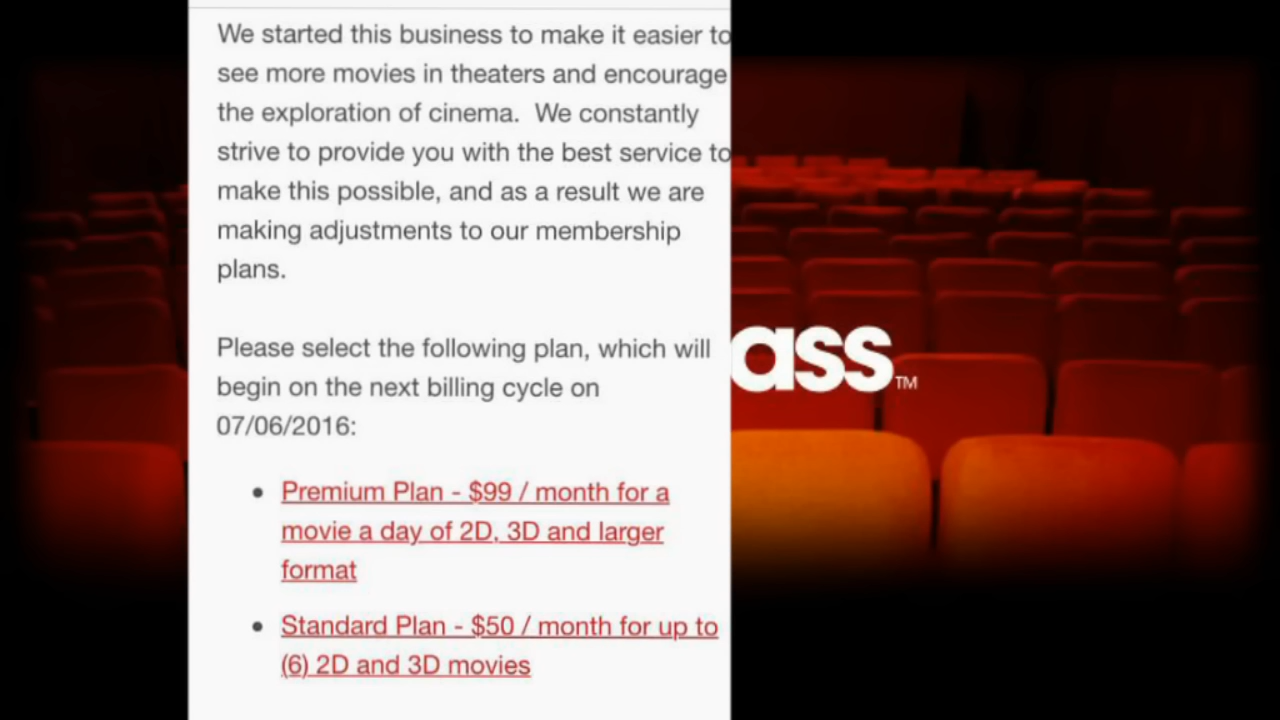 We started this business to make it easier to
see more movies in theaters and encourage
the exploration of cinema.  We constantly
strive to provide you with the best service to
make this possible, and as a result we are
making adjustments to our membership
plans.
Please select the following plan, which will
begin on the next billing cycle on
07/06/2016:
• Premium Plan - $99 / month for a
movie a day of 2D, 3D and larger
format
• Standard Plan - $50 / month for up to
(6) 2D and 3D movies
ass™